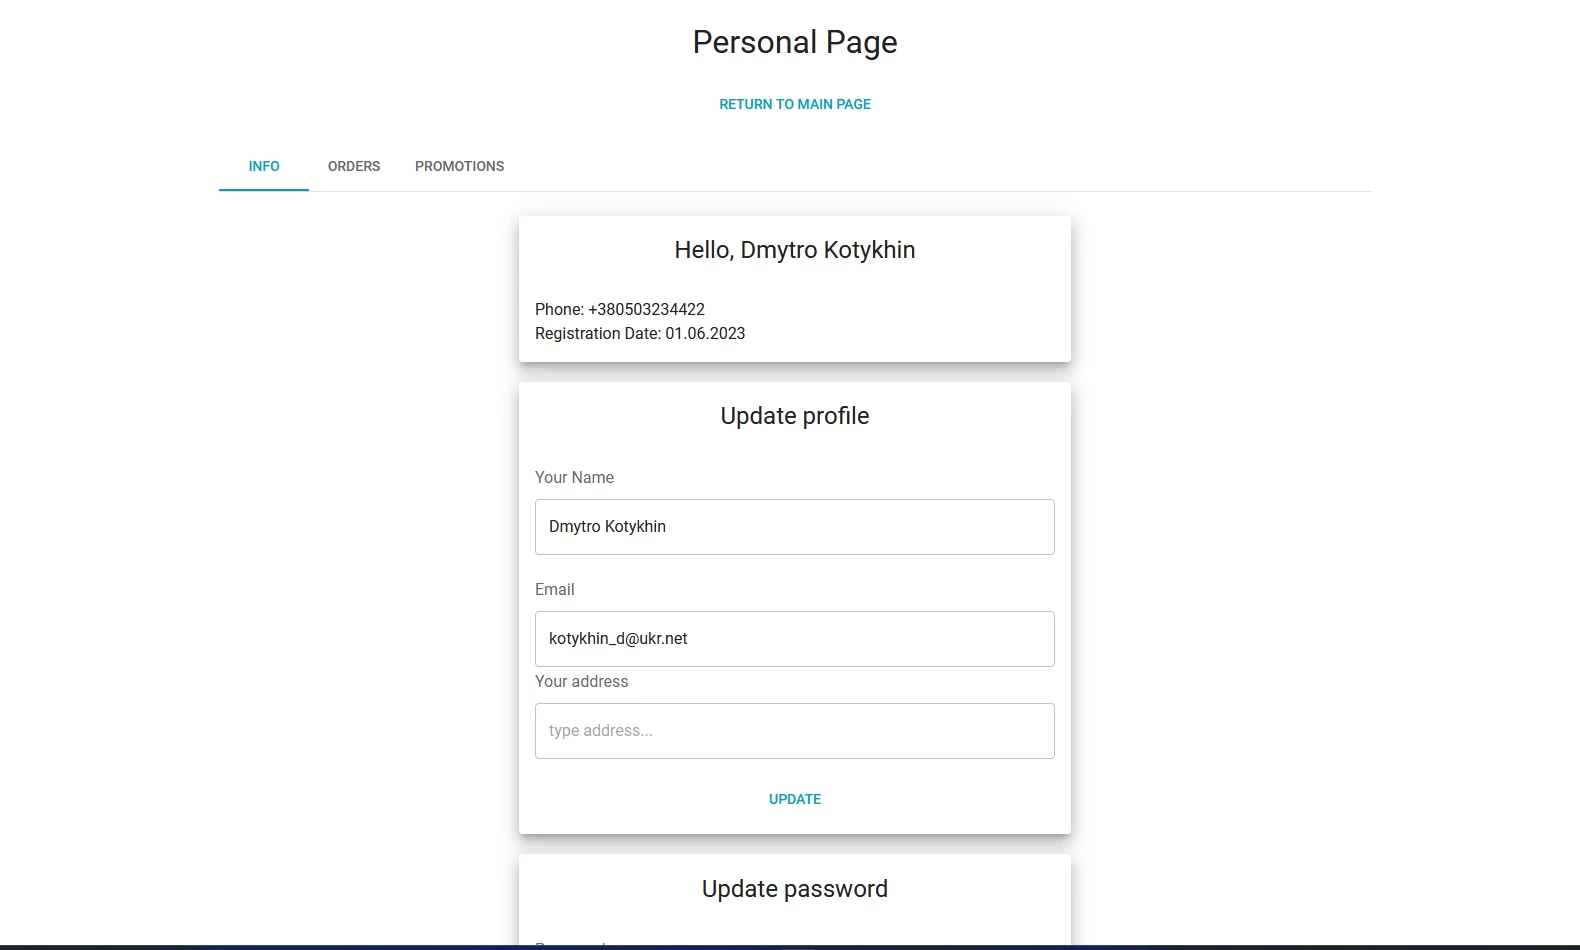 Personal Page
RETURN TO MAIN PAGE
INFO ORDERS PROMOTIONS
Hello, Dmytro Kotykhin
Phone: +380503234422
Registration Date: 01.06.2023
Update profile
Your Name
Dmytro Kotykhin
Email
kotykhin_d@ukr.net
Your address
type address...
UPDATE
Update password